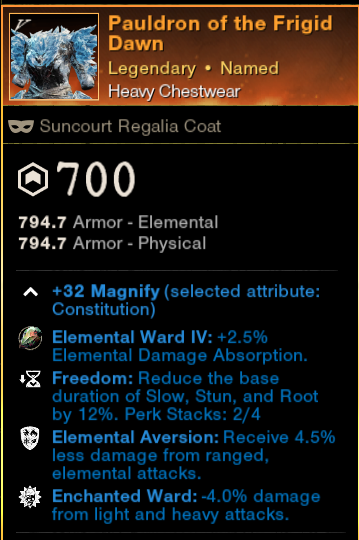 V
Pauldron of the Frigid
Dawn
Legendary • Named
Heavy Chestwear
Suncourt Regalia Coat
700
794.7 Armor - Elemental
794.7 Armor - Physical
+32 Magnify (selected attribute:
Constitution)
Elemental Ward IV: +2.5%
Elemental Damage Absorption.
Freedom: Reduce the base
duration of Slow, Stun, and Root
by 12%. Perk Stacks: 2/4
Elemental Aversion: Receive 4.5%
less damage from ranged,
elemental attacks.
Enchanted Ward: -4.0% damage
from light and heavy attacks.